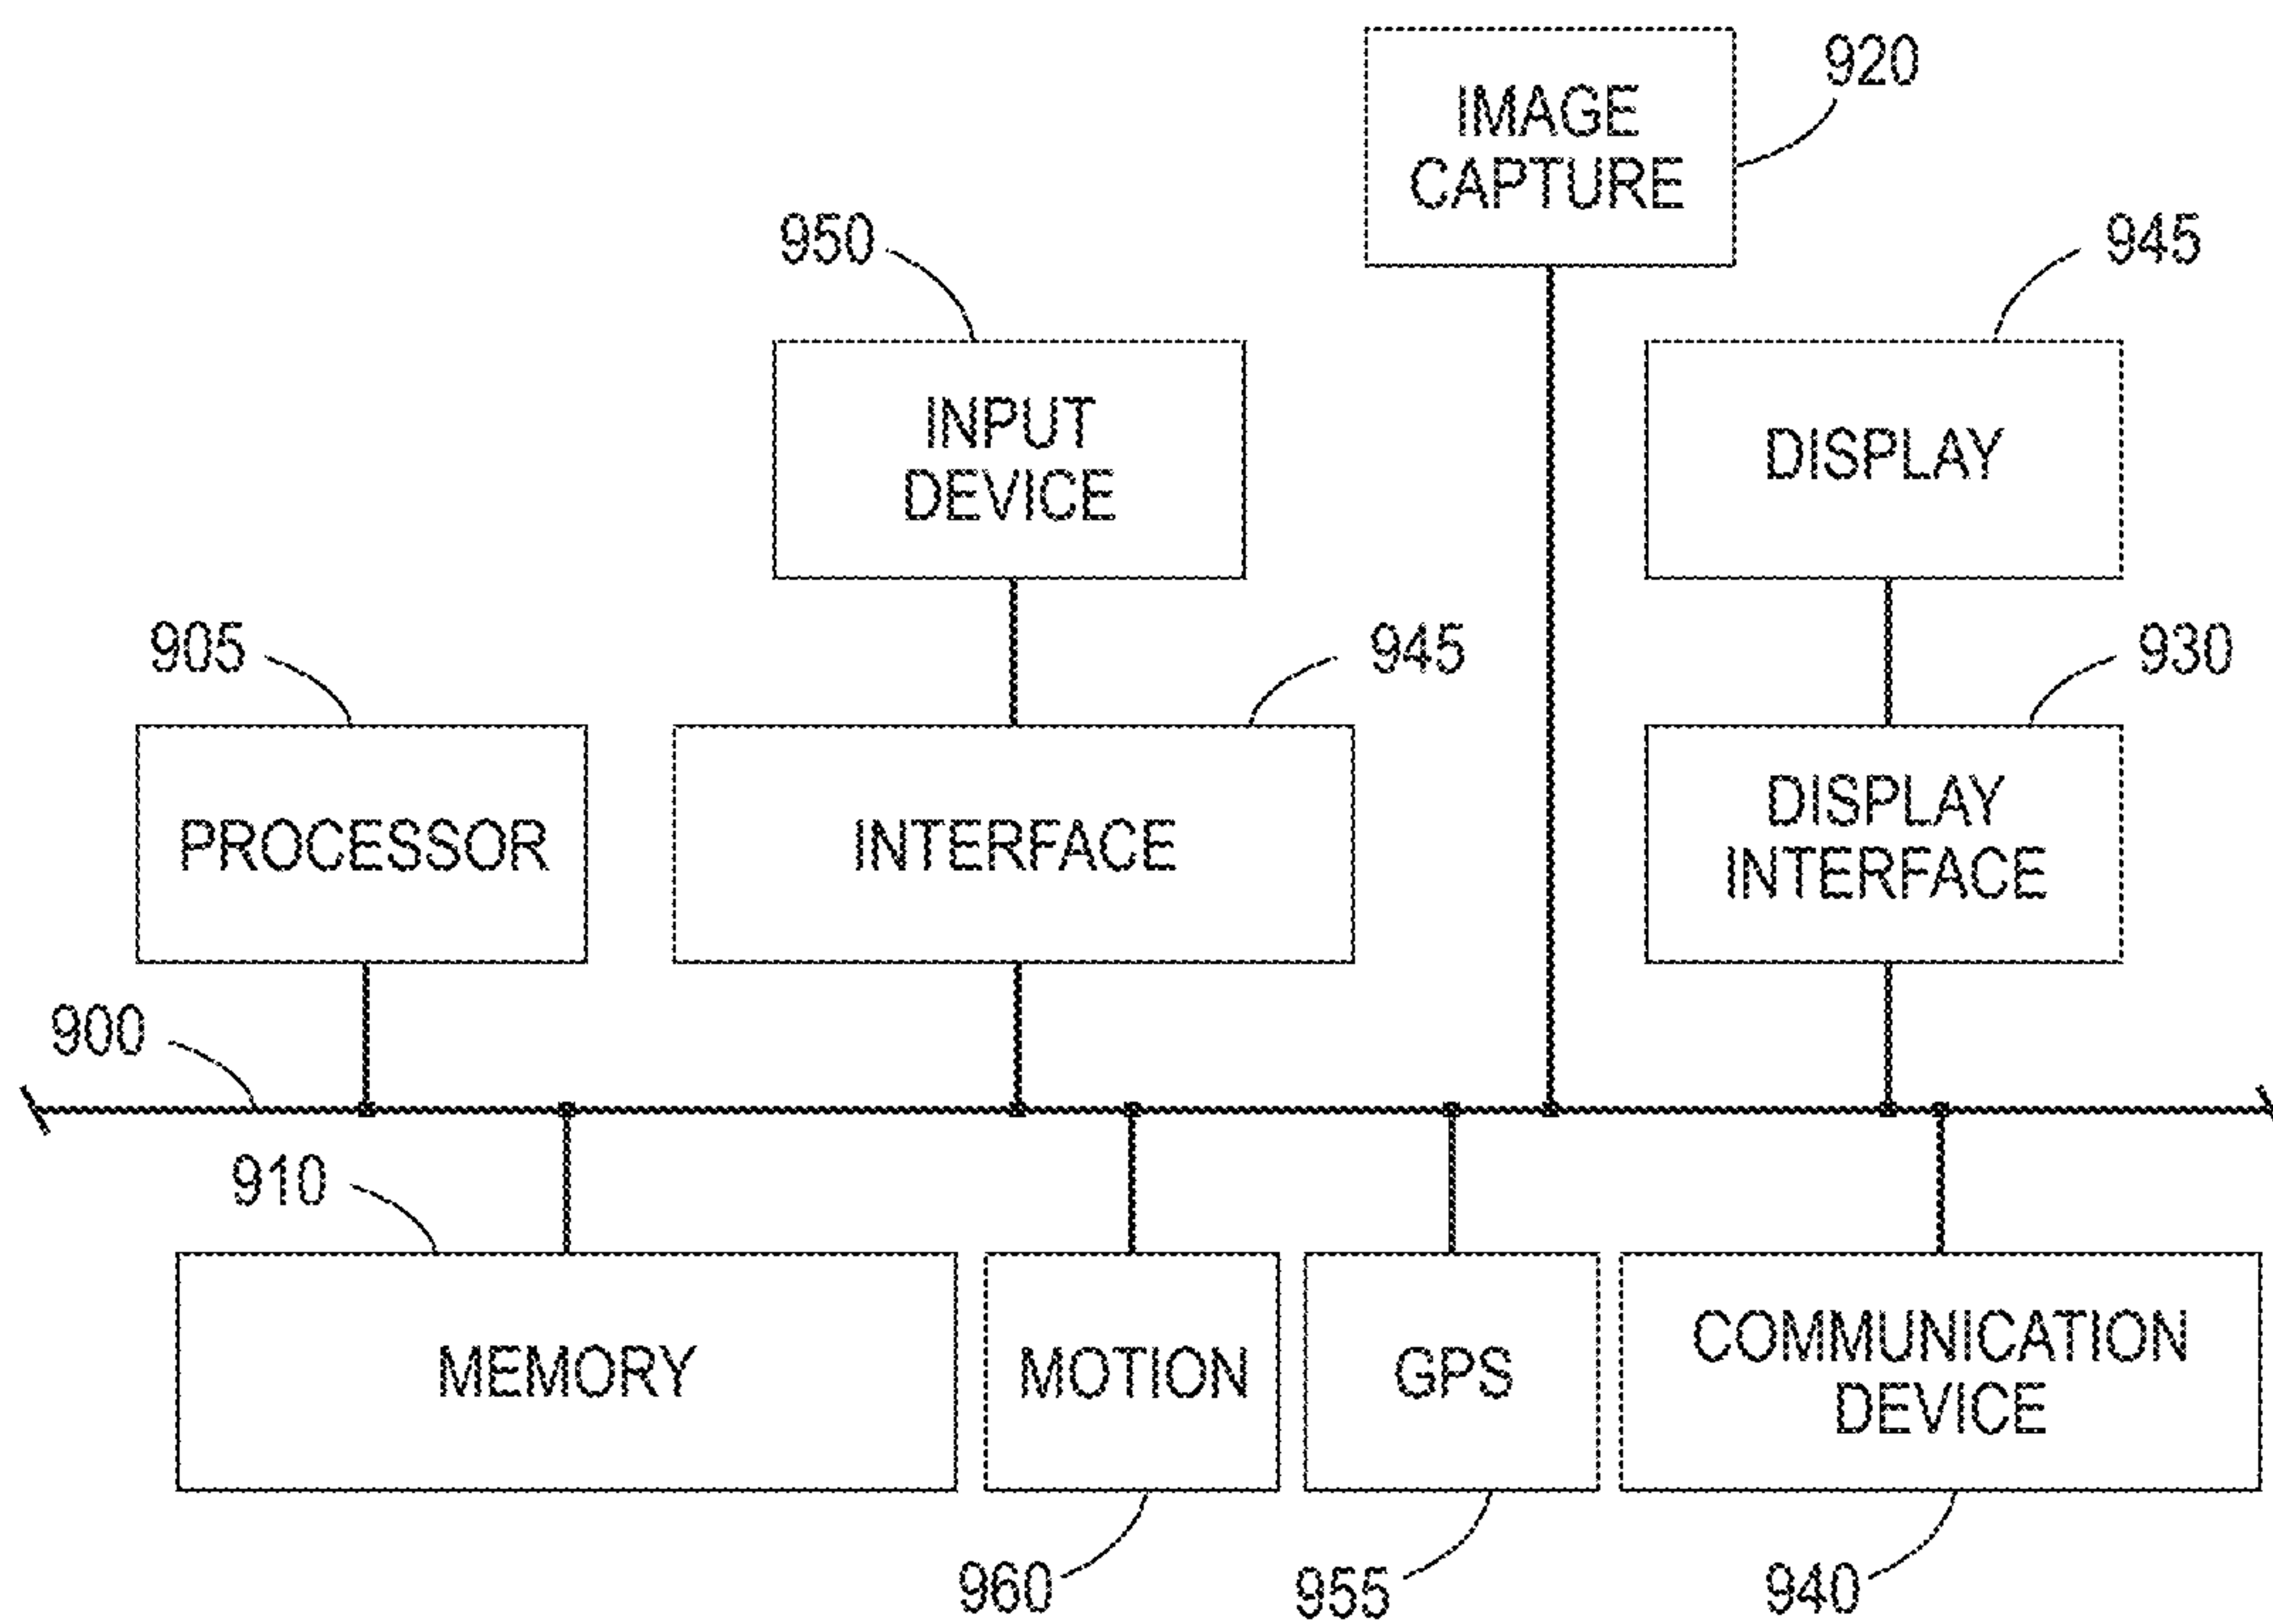 920
IMAGE
CAPTURE
950
945
INPUT
DEVICE
DISPLAY
905
945
930
PROCESSOR
INTERFACE
DISPLAY
INTERFACE
900
910
MEMORY
MOTION
GPS
COMMUNICATION
DEVICE
960
955
940